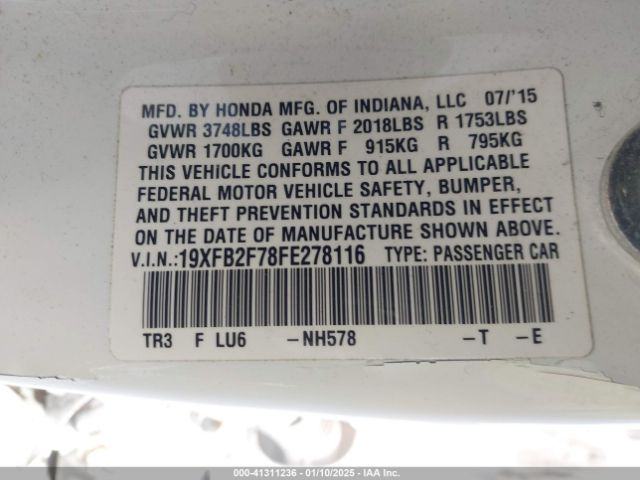 MFD. BY HONDA MFG. OF INDIANA, LLC 07/'15
GVWR 3748LBS GAWR F 2018LBS R 1753LBS
GVWR 1700KG GAWR F 915KG R 795KG
THIS VEHICLE CONFORMS TO ALL APPLICABLE
FEDERAL MOTOR VEHICLE SAFETY, BUMPER,
AND THEFT PREVENTION STANDARDS IN EFFECT
ON THE DATE OF MANUFACTURE SHOWN ABOVE.
V.I.N.:19XFB2F78FE278116 TYPE: PASSENGER CAR
TR3 F LU6 –NH578 –T –E
000-41311236 - 01/10/2025 - IAA Inc.